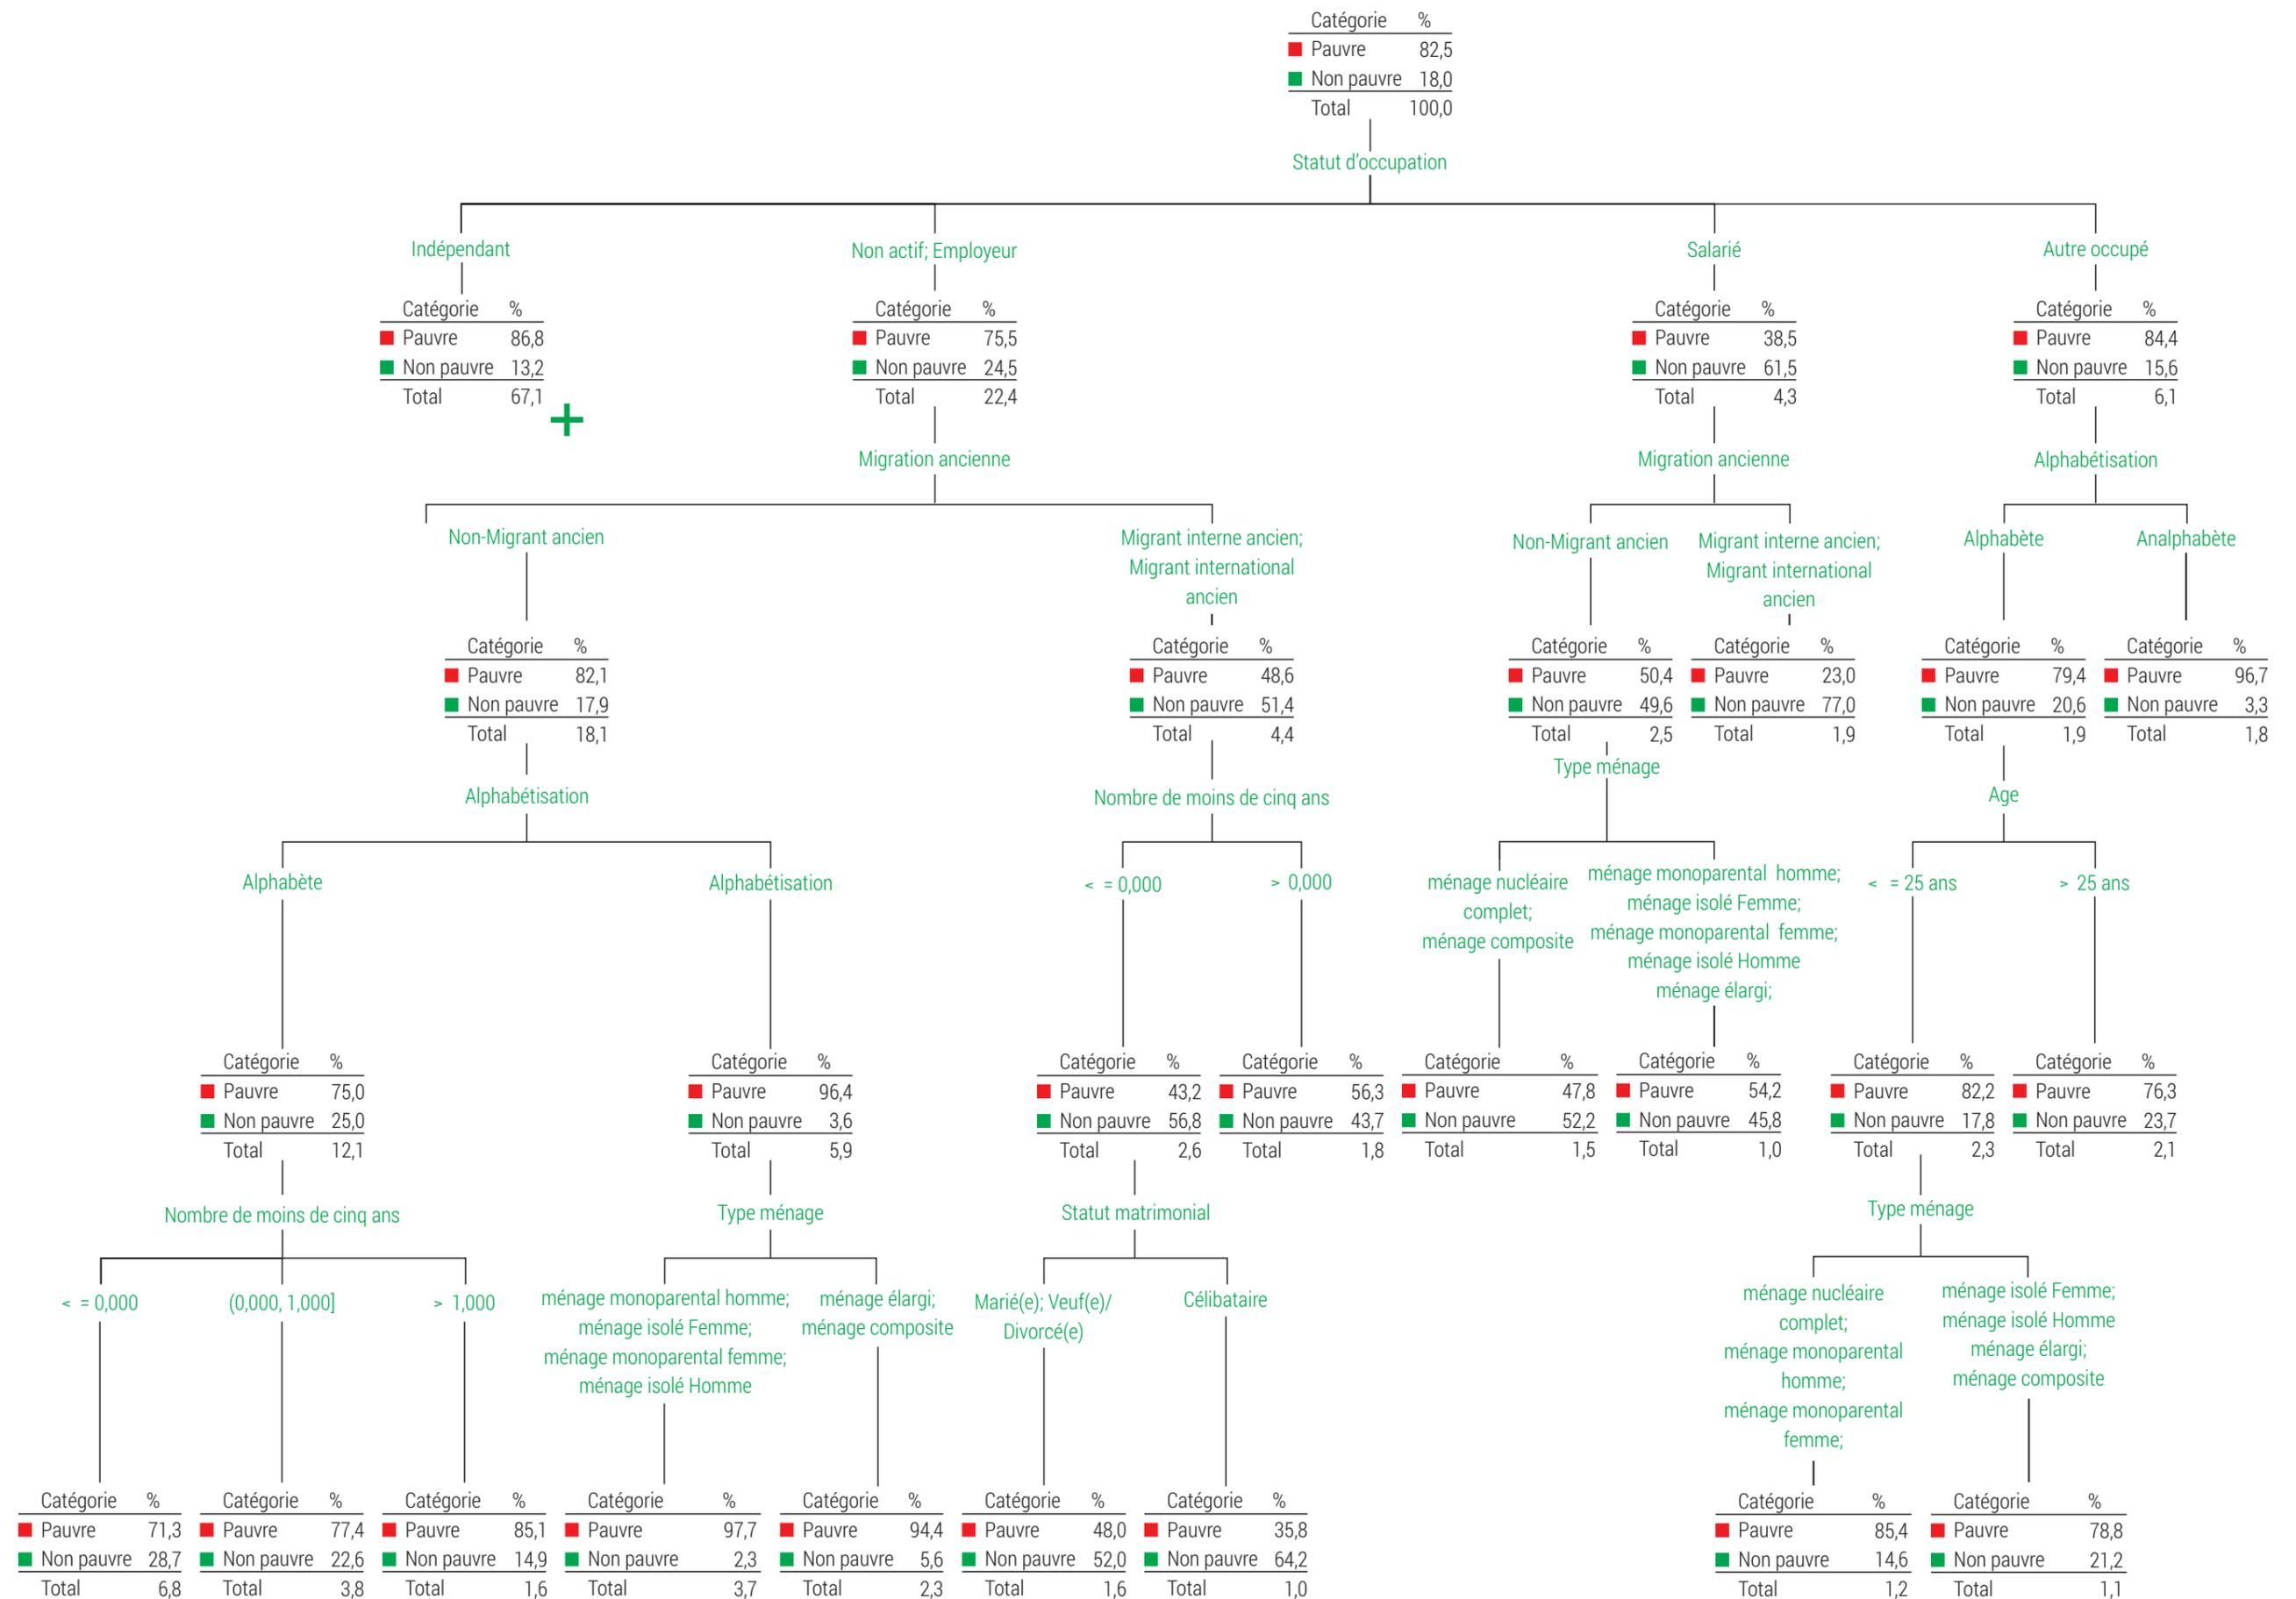 Catégorie %
Pauvre 82,5
Non pauvre 18,0
Total 100,0
Statut d'occupation
Indépendant
Catégorie %
Pauvre 86,8
Non pauvre 13,2
Total 67,1
+
Non actif; Employeur
Catégorie %
Pauvre 75,5
Non pauvre 24,5
Total 22,4
Migration ancienne
Salarié
Catégorie %
Pauvre 38,5
Non pauvre 61,5
Total 4,3
Migration ancienne
Autre occupé
Catégorie %
Pauvre 84,4
Non pauvre 15,6
Total 6,1
Alphabétisation
Non-Migrant ancien
Catégorie %
Pauvre 82,1
Non pauvre 17,9
Total 18,1
Alphabétisation
Migrant interne ancien;
Migrant international
ancien
Catégorie %
Pauvre 48,6
Non pauvre 51,4
Total 4,4
Nombre de moins de cinq ans
Non-Migrant ancien
Catégorie %
Pauvre 50,4
Non pauvre 49,6
Total 2,5
Type ménage
Migrant interne ancien;
Migrant international
ancien
Catégorie %
Pauvre 23,0
Non pauvre 77,0
Total 1,9
Alphabète
Catégorie %
Pauvre 79,4
Non pauvre 20,6
Total 1,9
Age
Analphabète
Catégorie %
Pauvre 96,7
Non pauvre 3,3
Total 1,8
Alphabète
Catégorie %
Pauvre 75,0
Non pauvre 25,0
Total 12,1
Nombre de moins de cinq ans
Alphabétisation
Catégorie %
Pauvre 96,4
Non pauvre 3,6
Total 5,9
Type ménage
< = 0,000
Catégorie %
Pauvre 43,2
Non pauvre 56,8
Total 2,6
Statut matrimonial
> 0,000
Catégorie %
Pauvre 56,3
Non pauvre 43,7
Total 1,8
ménage nucléaire
complet;
ménage composite
Catégorie %
Pauvre 47,8
Non pauvre 52,2
Total 1,5
ménage monoparental homme;
ménage isolé Femme;
ménage monoparental femme;
ménage isolé Homme
ménage élargi;
Catégorie %
Pauvre 54,2
Non pauvre 45,8
Total 1,0
< = 25 ans
Catégorie %
Pauvre 82,2
Non pauvre 17,8
Total 2,3
Type ménage
> 25 ans
Catégorie %
Pauvre 76,3
Non pauvre 23,7
Total 2,1
< = 0,000
Catégorie %
Pauvre 71,3
Non pauvre 28,7
Total 6,8
(0,000, 1,000]
Catégorie %
Pauvre 77,4
Non pauvre 22,6
Total 3,8
> 1,000
Catégorie %
Pauvre 85,1
Non pauvre 14,9
Total 1,6
ménage monoparental homme;
ménage isolé Femme;
ménage monoparental femme;
ménage isolé Homme
Catégorie %
Pauvre 97,7
Non pauvre 2,3
Total 3,7
ménage élargi;
ménage composite
Catégorie %
Pauvre 94,4
Non pauvre 5,6
Total 2,3
Marié(e); Veuf(e)/
Divorcé(e)
Catégorie %
Pauvre 48,0
Non pauvre 52,0
Total 1,6
Célibataire
Catégorie %
Pauvre 35,8
Non pauvre 64,2
Total 1,0
ménage nucléaire
complet;
ménage monoparental
homme;
ménage monoparental
femme;
Catégorie %
Pauvre 85,4
Non pauvre 14,6
Total 1,2
ménage isolé Femme;
ménage isolé Homme
ménage élargi;
ménage composite
Catégorie %
Pauvre 78,8
Non pauvre 21,2
Total 1,1